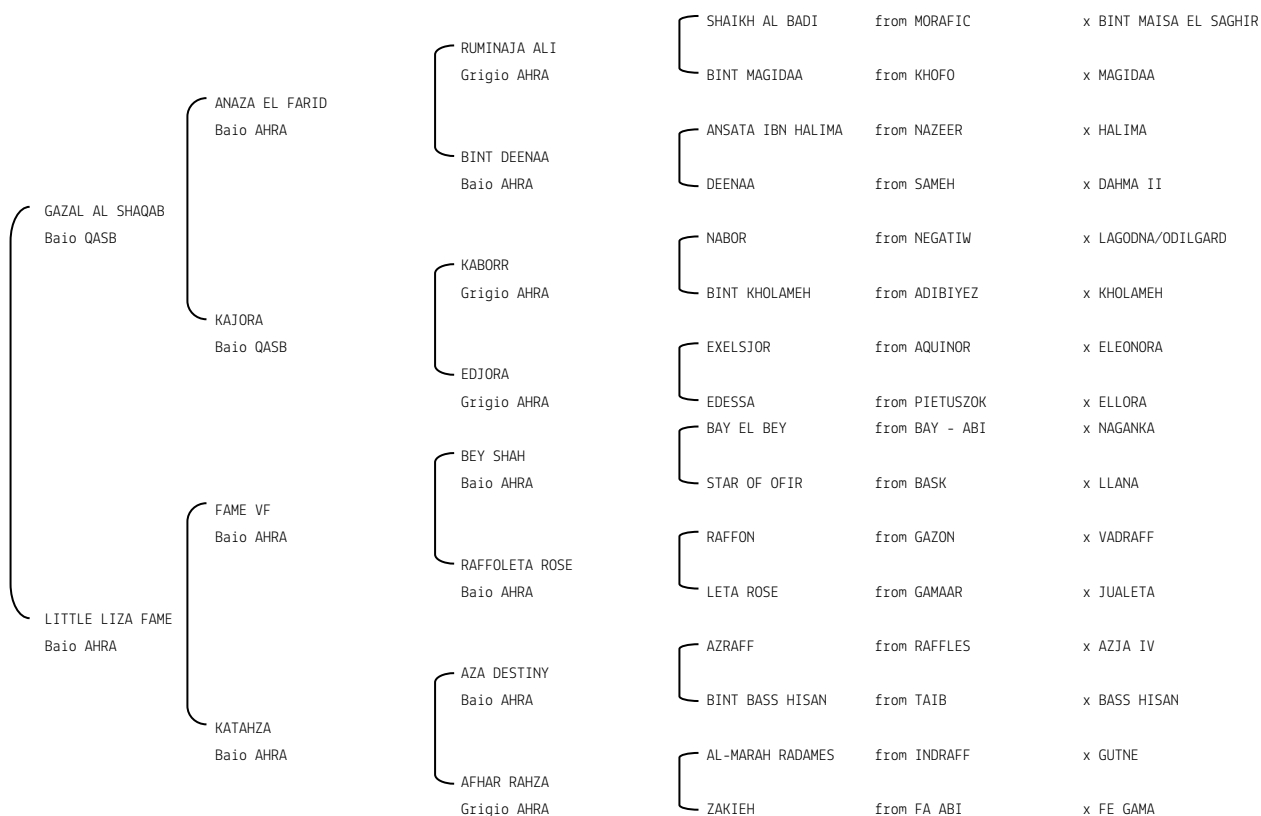 SHAIKH AL BADI from MORAFIC x BINT MAISA EL SAGHIR
RUMINAJA ALI
Grigio AHRA BINT MAGIDAA from KHOFO x MAGIDAA
ANAZA EL FARID
Baio AHRA ANSATA IBN HALIMA from NAZEER x HALIMA
BINT DEENAA
Baio AHRA DEENAA from SAMEH x DAHMA II
GAZAL AL SHAQAB
Baio QASB NABOR from NEGATIW x LAGODNA/ODILGARD
KABORR
Grigio AHRA BINT KHOLAMEH from ADIBIYEZ x KHOLAMEH
KAJORA
Baio QASB EXELSJOR from AQUINOR x ELEONORA
EDJORA
Grigio AHRA EDESSA from PIETUSZOK x ELLORA
BAY EL BEY from BAY - ABI x NAGANKA
BEY SHAH
Baio AHRA STAR OF OFIR from BASK x LLANA
FAME VF
Baio AHRA RAFFON from GAZON x VADRAFF
RAFFOLETA ROSE
Baio AHRA LETA ROSE from GAMAAR x JUALETA
LITTLE LIZA FAME
Baio AHRA AZRAFF from RAFFLES x AZJA IV
AZA DESTINY
Baio AHRA BINT BASS HISAN from TAIB x BASS HISAN
KATAHZA
Baio AHRA AL-MARAH RADAMES from INDRAFF x GUTNE
AFHAR RAHZA
Grigio AHRA ZAKIEH from FA ABI x FE GAMA